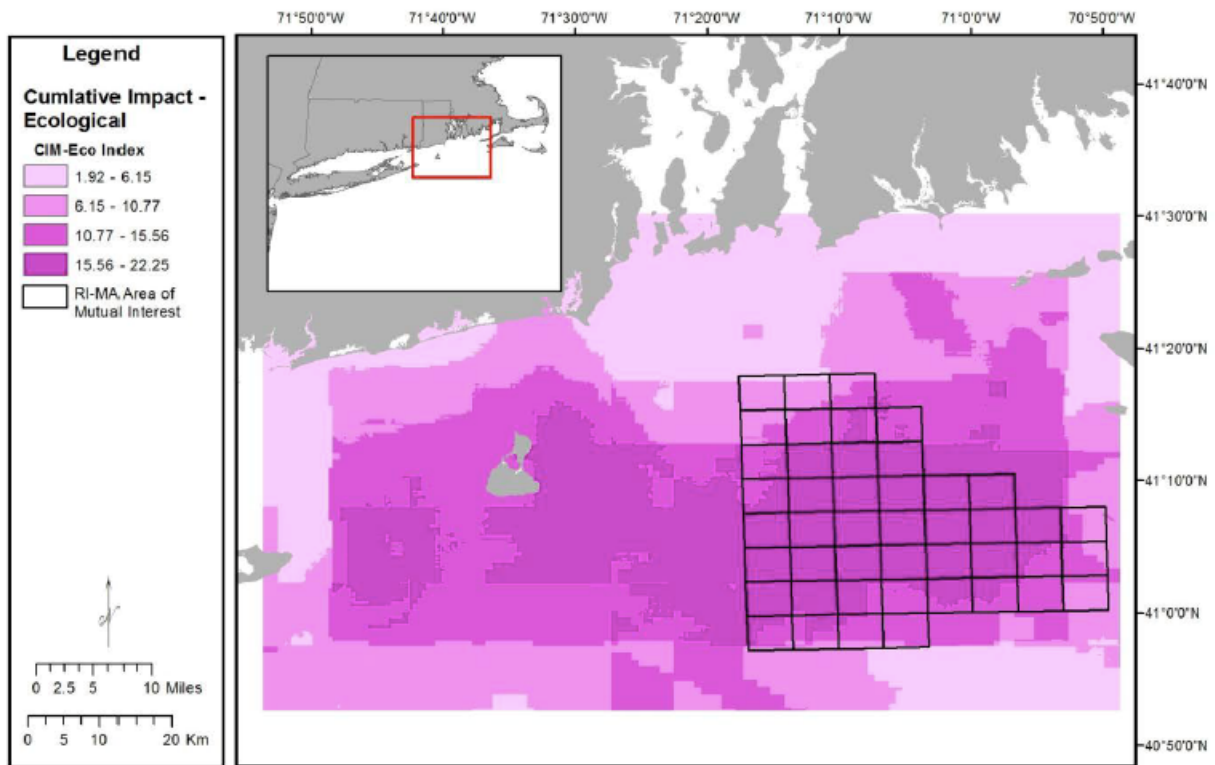 71°50'0"W 71°40'0"W 71°30'0"W 71°20'0"W 71°10'0"W 71°0'0"W 70°50'0"W
Legend
Cumlative Impact -
Ecological
CIM-Eco Index
1.92 - 6.15
6.15 - 10.77
10.77 - 15.56
15.56 - 22.25
RI-MA, Area of
Mutual Interest
0 2.5 5 10 Miles
0 5 10 20 Km
41°40'0"N
41°30'0"N
41°20'0"N
41°10'0"N
41°0'0"N
40°50'0"N